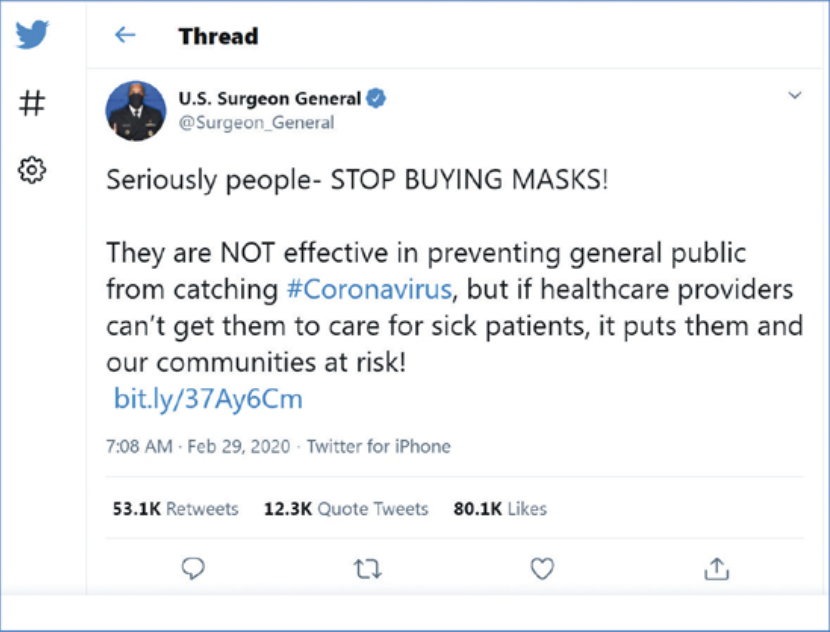 Thread
U.S. Surgeon General
@Surgeon_General
Seriously people- STOP BUYING MASKS!
They are NOT effective in preventing general public
from catching #Coronavirus, but if healthcare providers
can't get them to care for sick patients, it puts them and
our communities at risk!
bit.ly/37Ay6Cm
7:08 AM · Feb 29, 2020 · Twitter for iPhone
53.1K Retweets 12.3K Quote Tweets 80.1K Likes